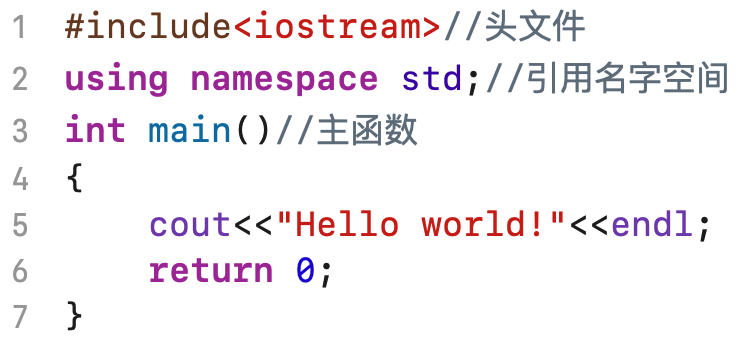 1 #include<iostream>//头文件
2 using namespace std;//引用名字空间
3 int main()//主函数
4 {
5     cout<<"Hello world!"<<endl;
6     return 0;
7 }